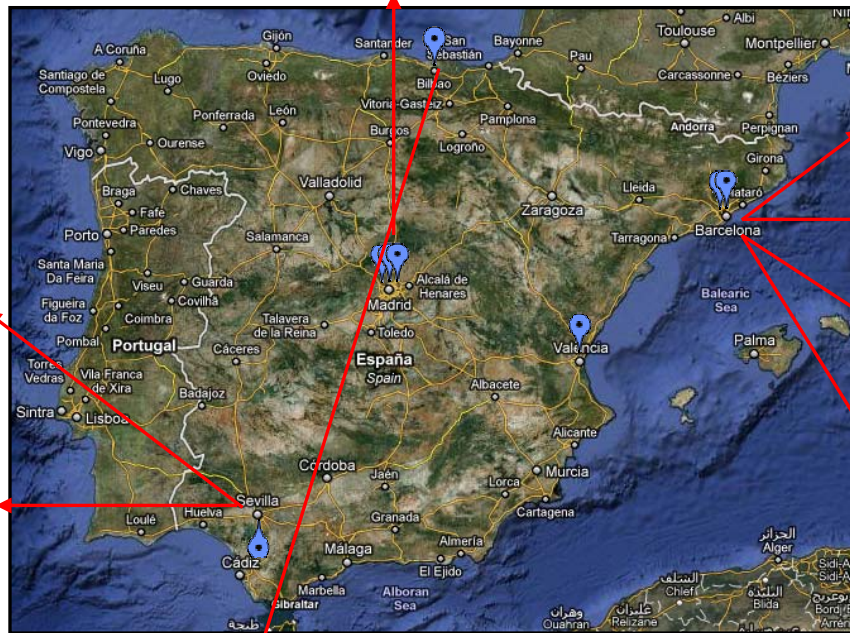 Gijón
Santander
San
Sebastián
Bayonne
Toulouse
Albi
Montpellier
A Coruña
Oviedo
Bilbao
Pau
Carcassonne
Béziers
Santiago de
Compostela
Lugo
Vitoria-Gasteiz
Pontevedra
Ponferrada
León
Burgos
Pamplona
Andorra
Perpignan
Vigo
Ourense
Logroño
Girona
Braga
Chaves
Valladolid
Lleida
Fafe
Zaragoza
Porto
Paredes
Barcelona
Salamanca
Tarragona
Santa Maria
Da Feira
Viseu
Guarda
Covilhã
Alcalá de
Henares
Madrid
Balearic
Sea
Figueira
da Foz
Coimbra
Talavera
de la Reina
Toledo
Pombal
Portugal
Cáceres
España
Spain
Valencia
Palma
Torres
Vedras
Vila Franca
de Xira
Badajoz
Albacete
Sintra
Lisboa
Alicante
Córdoba
Jaén
Murcia
Lorca
Cartagena
Sevilla
Huelva
Loulé
Granada
Almería
الجزائر
Alger
Cádiz
Málaga
El Ejido
Marbella
Alboran
Sea
Gibraltar
الشلف
Chlef
البليدة
Blida
طنجة
وهران
Ouahran
غليزان
Relizane